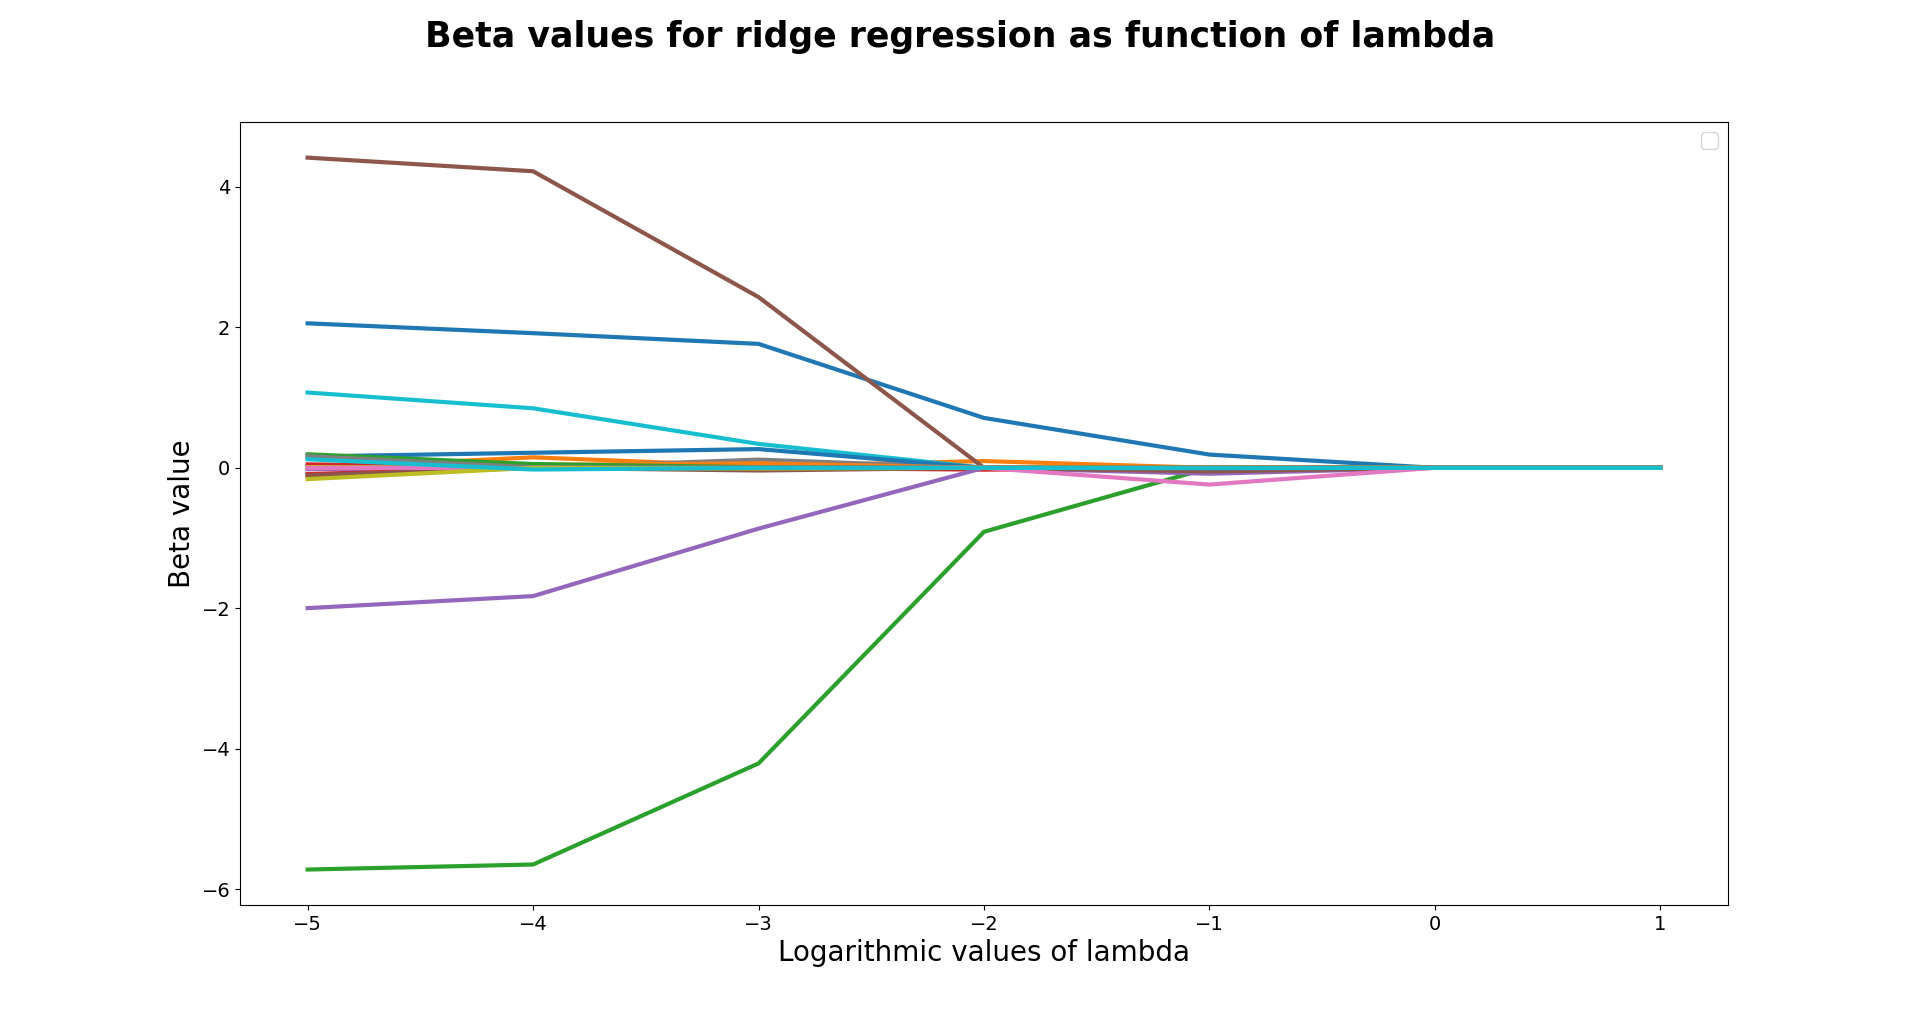 Beta values for ridge regression as function of lambda
4
2
0
−2
−4
−6
Beta value
−5 −4 −3 −2 −1 0 1
Logarithmic values of lambda